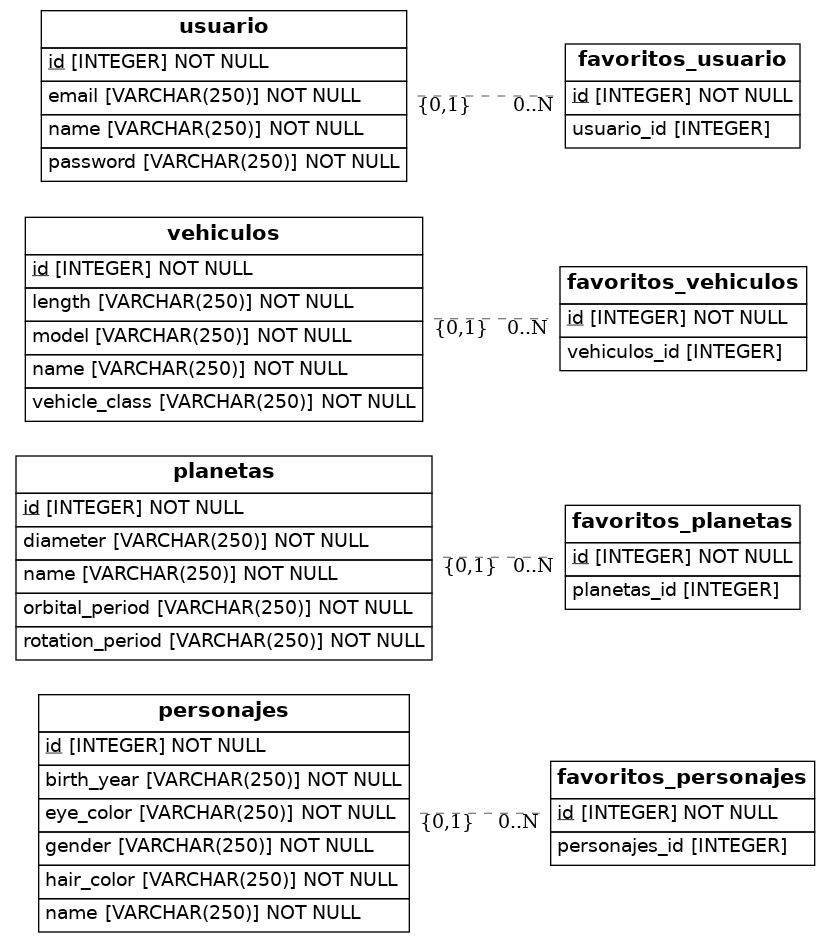 usuario
id [INTEGER] NOT NULL
email [VARCHAR(250)] NOT NULL
name [VARCHAR(250)] NOT NULL
password [VARCHAR(250)] NOT NULL
{0,1} 0..N
favoritos_usuario
id [INTEGER] NOT NULL
usuario_id [INTEGER]
vehiculos
id [INTEGER] NOT NULL
length [VARCHAR(250)] NOT NULL
model [VARCHAR(250)] NOT NULL
name [VARCHAR(250)] NOT NULL
vehicle_class [VARCHAR(250)] NOT NULL
{0,1} 0..N
favoritos_vehiculos
id [INTEGER] NOT NULL
vehiculos_id [INTEGER]
planetas
id [INTEGER] NOT NULL
diameter [VARCHAR(250)] NOT NULL
name [VARCHAR(250)] NOT NULL
orbital_period [VARCHAR(250)] NOT NULL
rotation_period [VARCHAR(250)] NOT NULL
{0,1} 0..N
favoritos_planetas
id [INTEGER] NOT NULL
planetas_id [INTEGER]
personajes
id [INTEGER] NOT NULL
birth_year [VARCHAR(250)] NOT NULL
eye_color [VARCHAR(250)] NOT NULL
gender [VARCHAR(250)] NOT NULL
hair_color [VARCHAR(250)] NOT NULL
name [VARCHAR(250)] NOT NULL
{0,1} 0..N
favoritos_personajes
id [INTEGER] NOT NULL
personajes_id [INTEGER]